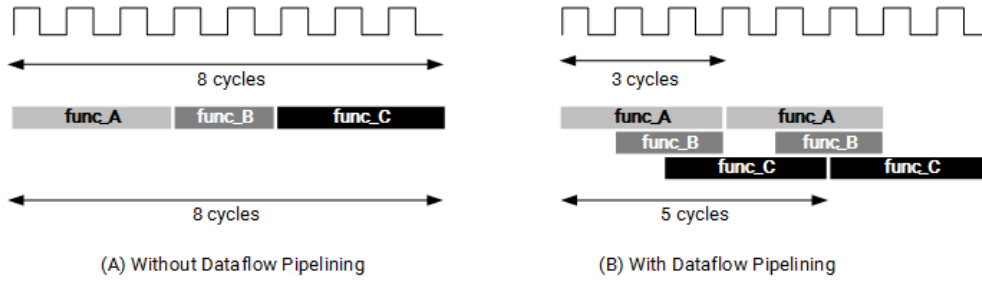 8 cycles
func_A func_B func_C
8 cycles
(A) Without Dataflow Pipelining
3 cycles
func_A func_A
func_B func_B
func_C func_C
5 cycles
(B) With Dataflow Pipelining